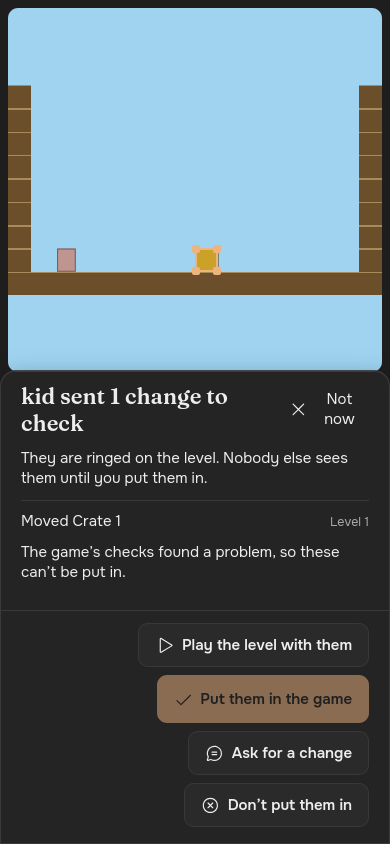 kid sent 1 change to
check
Not
now
They are ringed on the level. Nobody else sees
them until you put them in.
Moved Crate 1
Level 1
The game's checks found a problem, so these
can't be put in.
Play the level with them
Put them in the game
Ask for a change
Don't put them in